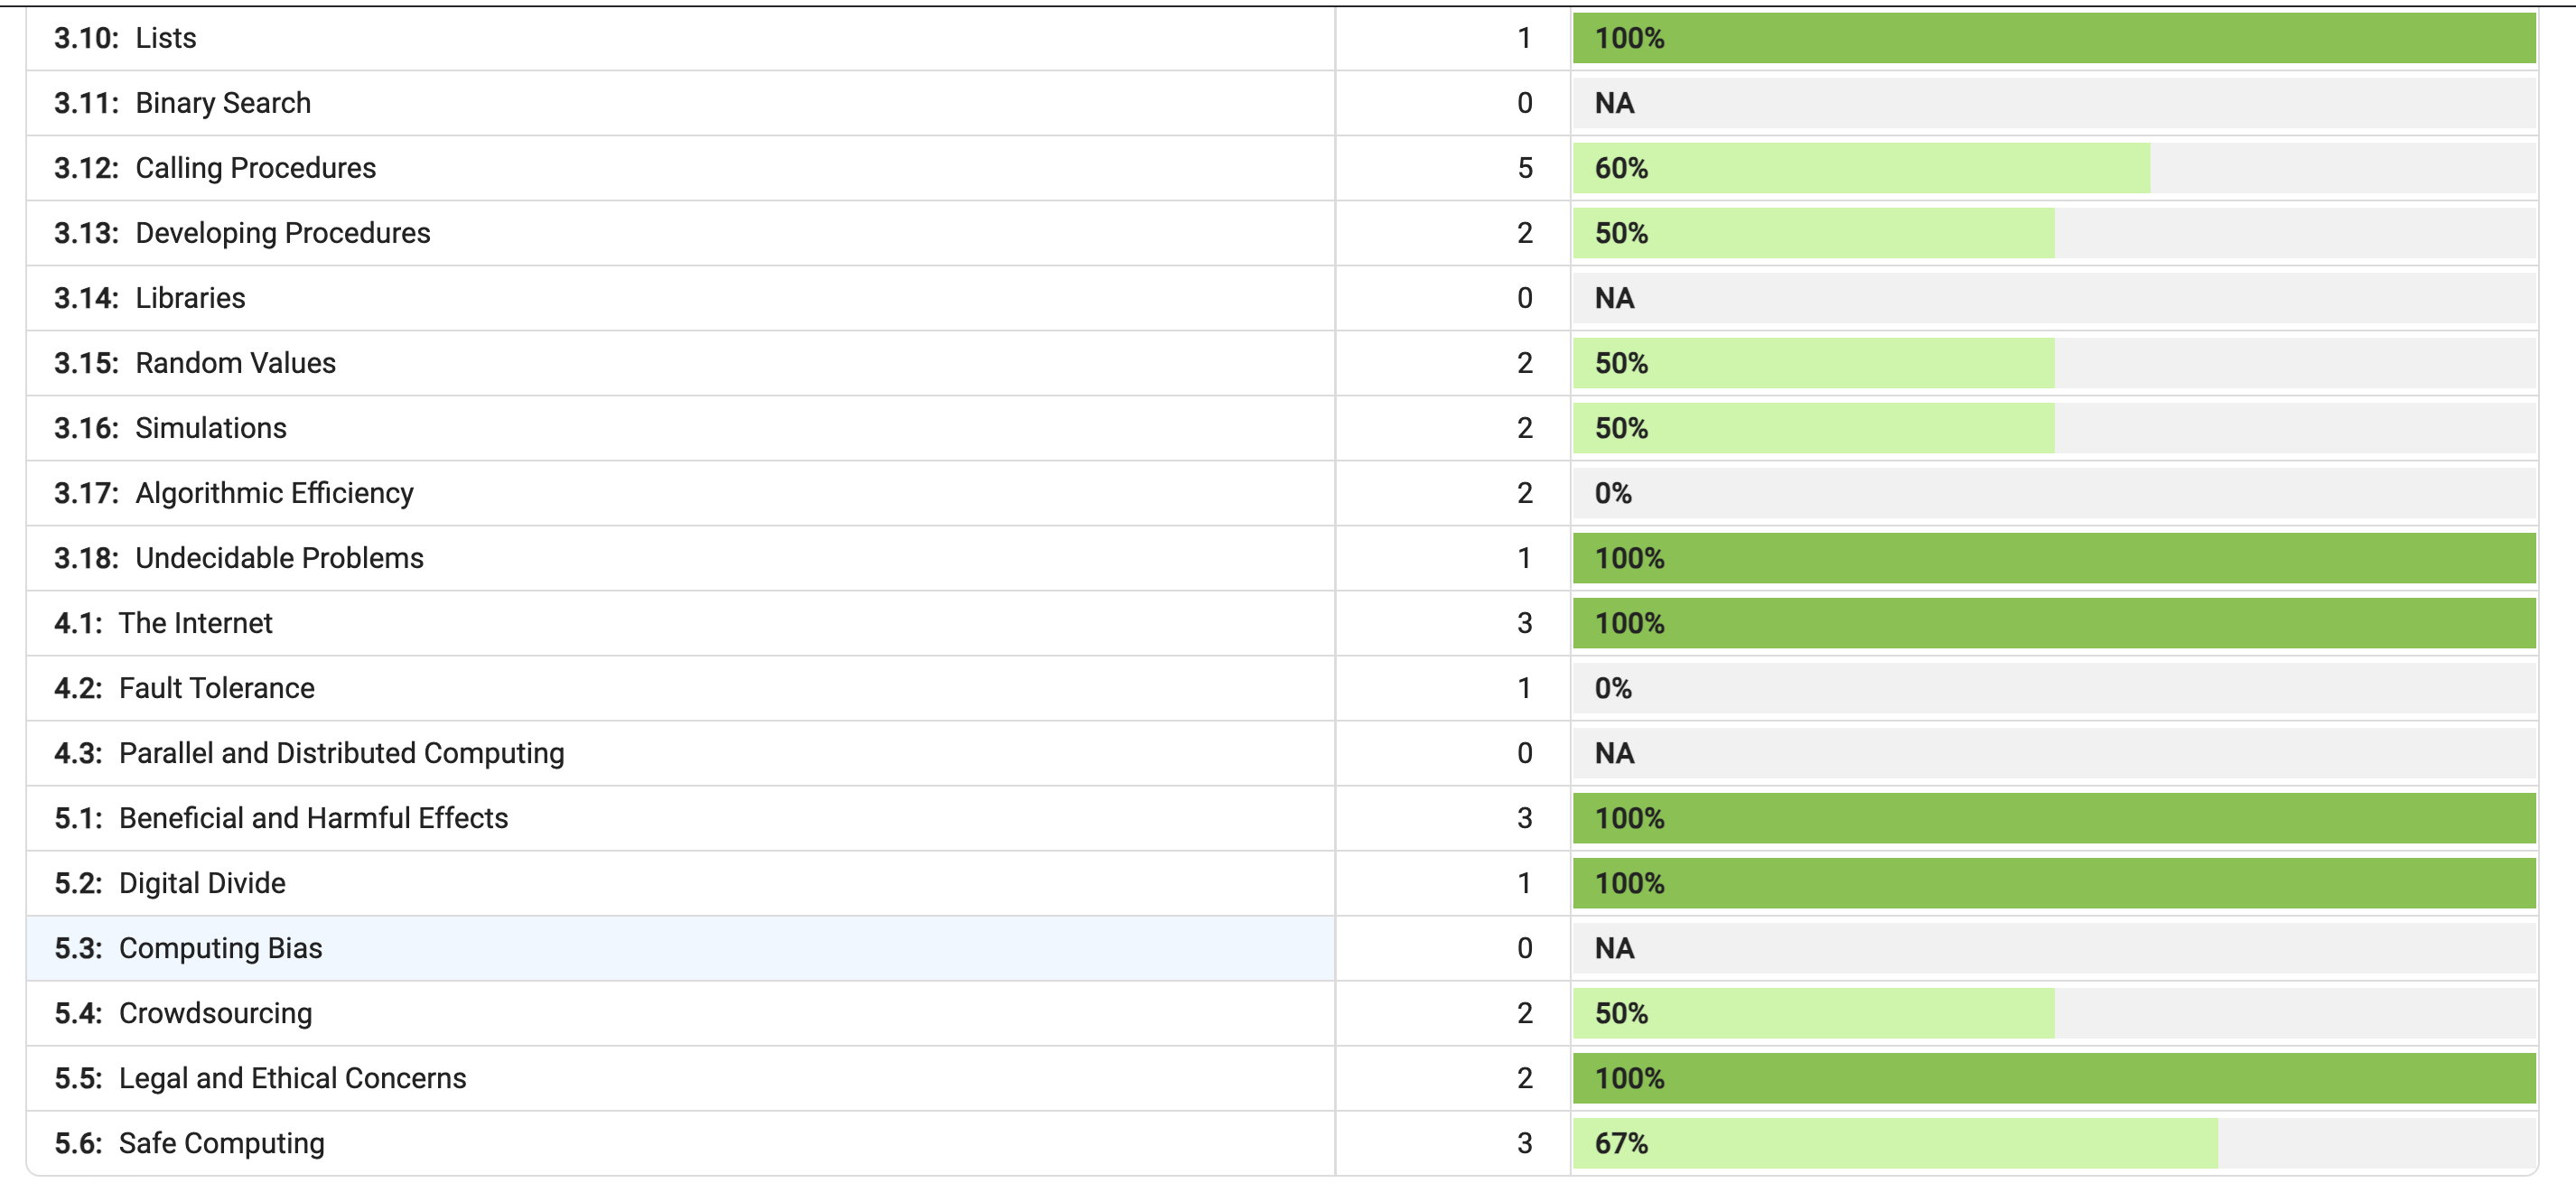 3.10: Lists 1 100%
3.11: Binary Search 0 NA
3.12: Calling Procedures 5 60%
3.13: Developing Procedures 2 50%
3.14: Libraries 0 NA
3.15: Random Values 2 50%
3.16: Simulations 2 50%
3.17: Algorithmic Efficiency 2 0%
3.18: Undecidable Problems 1 100%
4.1: The Internet 3 100%
4.2: Fault Tolerance 1 0%
4.3: Parallel and Distributed Computing 0 NA
5.1: Beneficial and Harmful Effects 3 100%
5.2: Digital Divide 1 100%
5.3: Computing Bias 0 NA
5.4: Crowdsourcing 2 50%
5.5: Legal and Ethical Concerns 2 100%
5.6: Safe Computing 3 67%